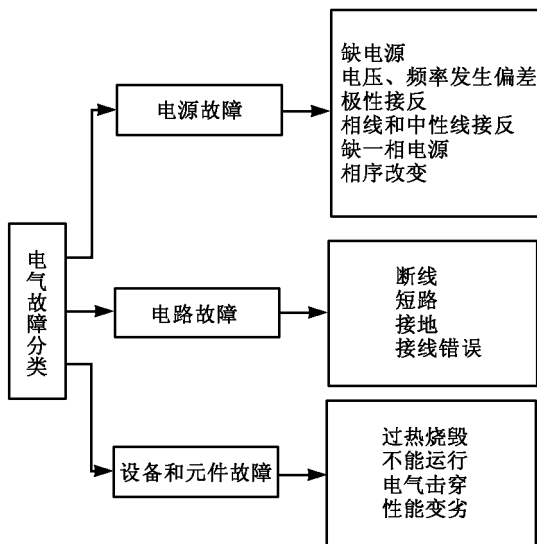 电气故障分类
电源故障
缺电源
电压、频率发生偏差
极性接反
相线和中性线接反
缺一相电源
相序改变
电路故障
断线
短路
接地
接线错误
设备和元件故障
过热烧毁
不能运行
电气击穿
性能变劣